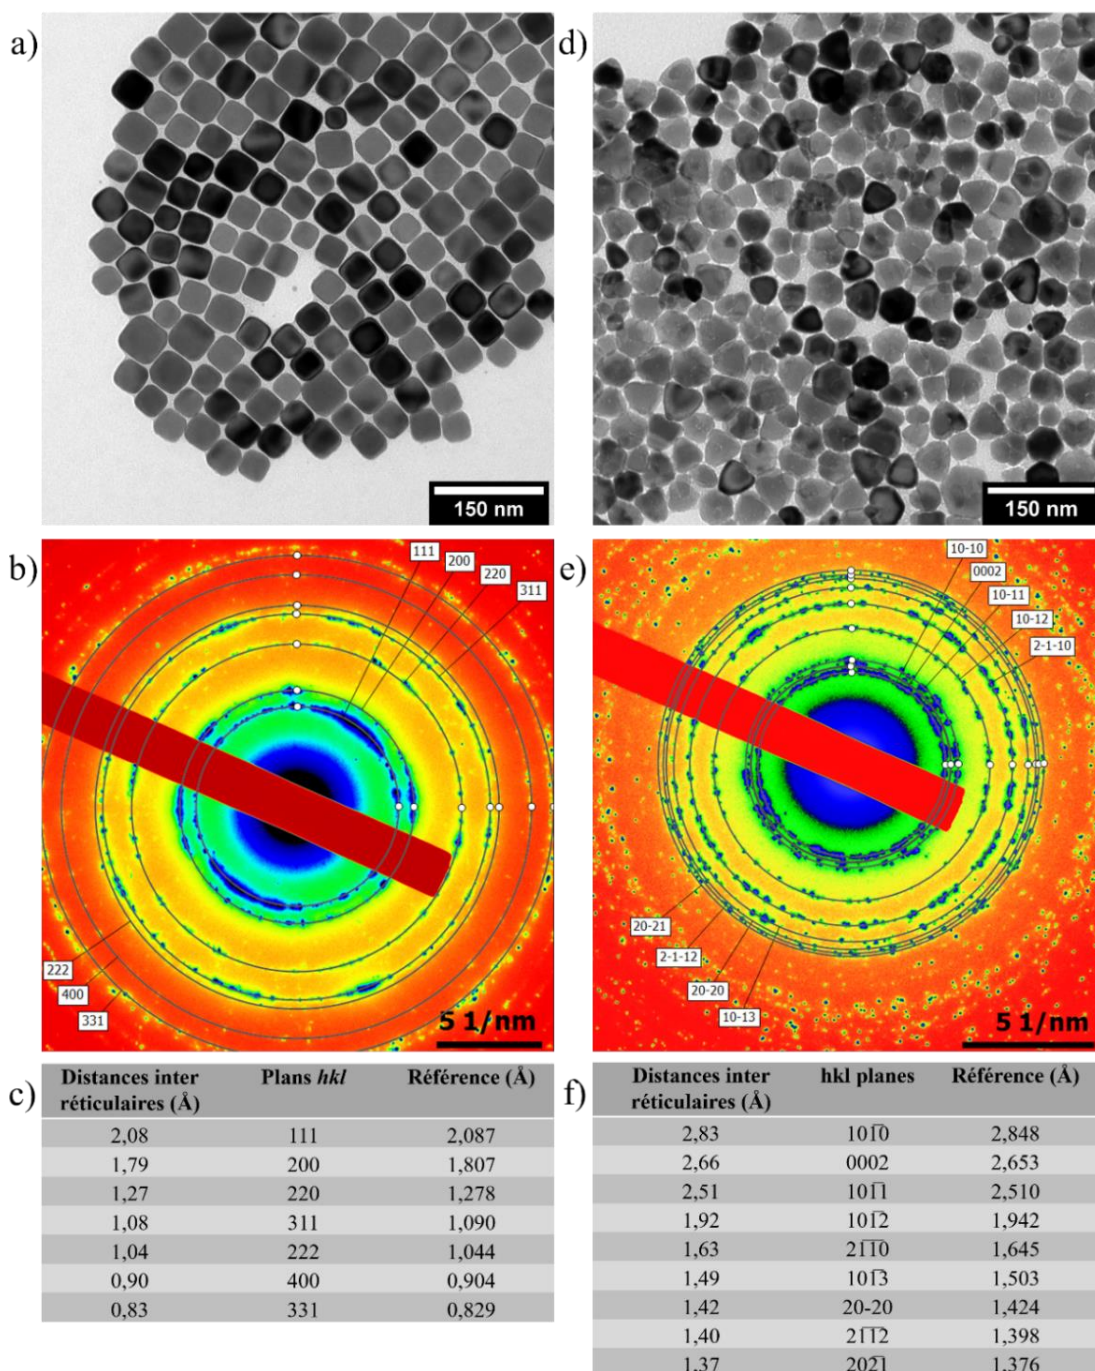 a)
150 nm
d)
150 nm
b)
111
200
220
311
222
400
331
5 1/nm
e)
10-10
0002
10-11
10-12
2-1-10
20-21
2-1-12
20-20
10-13
5 1/nm
c)
Distances inter réticulaires (Å) Plans hkl Référence (Å)
2,08 111 2,087
1,79 200 1,807
1,27 220 1,278
1,08 311 1,090
1,04 222 1,044
0,90 400 0,904
0,83 331 0,829
f)
Distances inter réticulaires (Å) hkl planes Référence (Å)
2,83 101̅0 2,848
2,66 0002 2,653
2,51 101̅1 2,510
1,92 101̅2 1,942
1,63 21̅1̅0 1,645
1,49 101̅3 1,503
1,42 20-20 1,424
1,40 21̅1̅2 1,398
1,37 202̅1 1,376